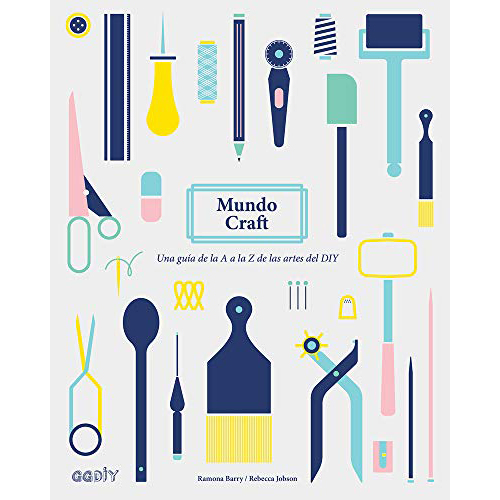 Mundo
Craft
Una guía de la A a la Z de las artes del DIY
GGDIY
Ramona Barry / Rebecca Jobson